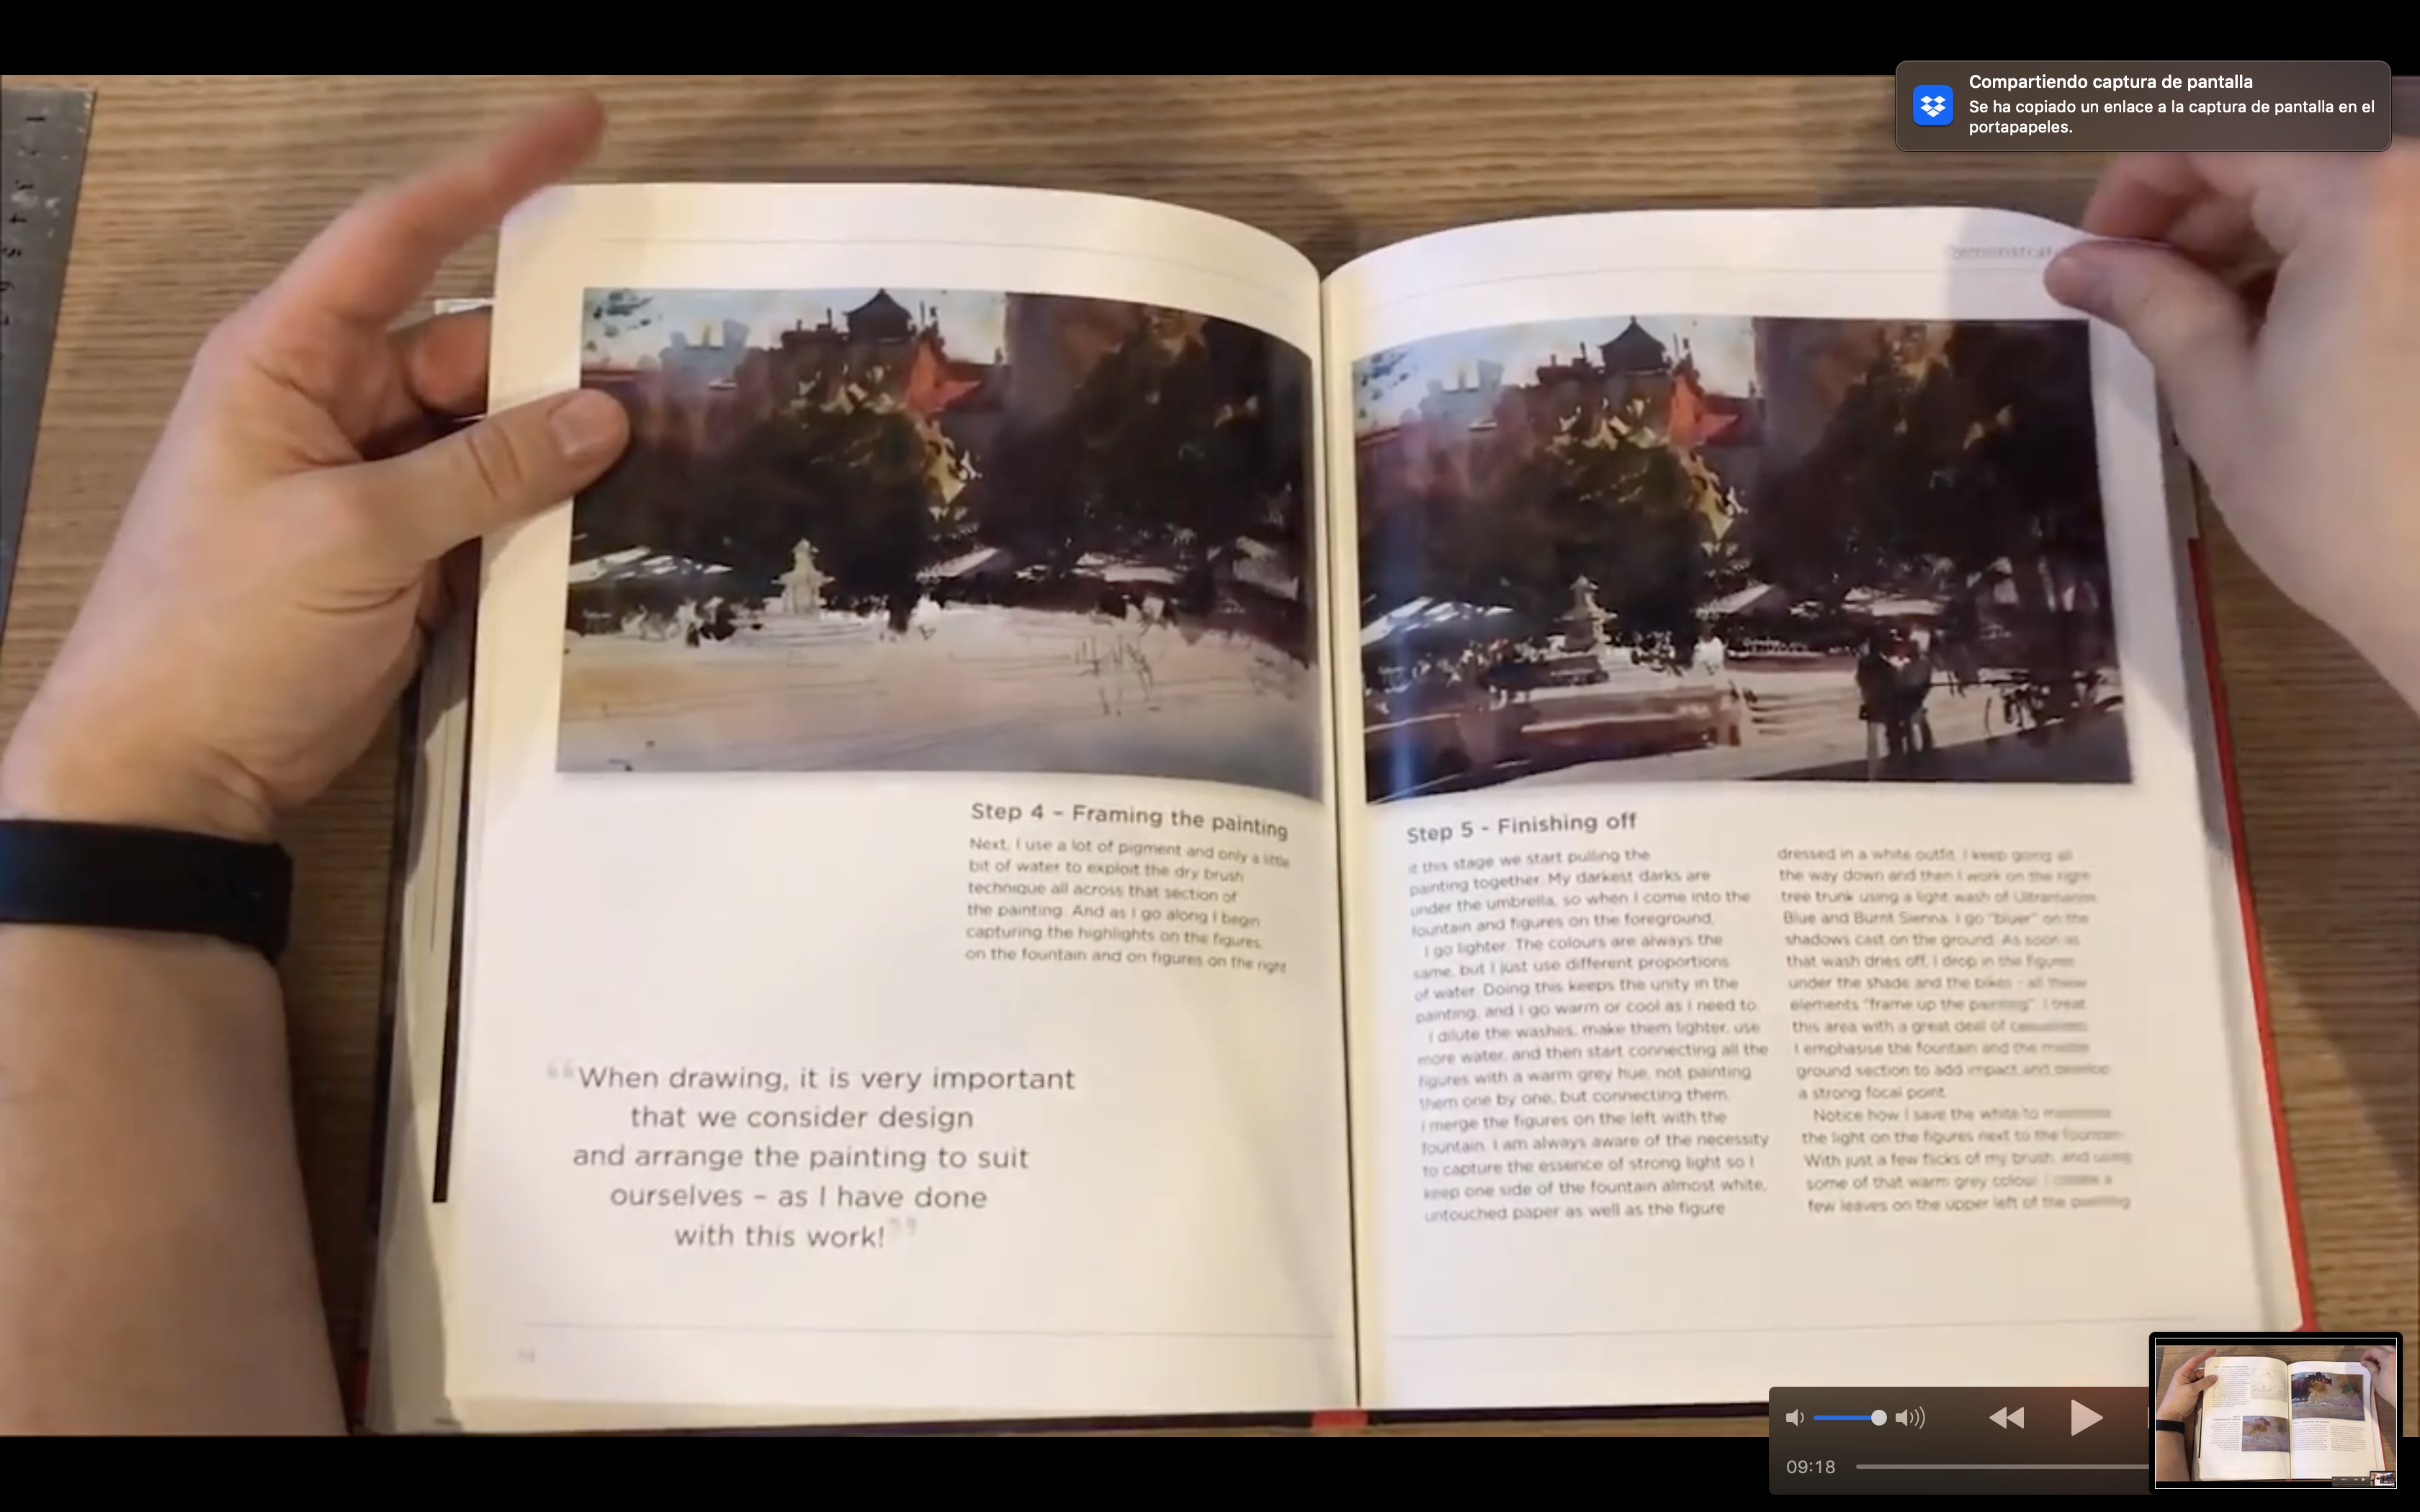 Compartiendo captura de pantalla
Se ha copiado un enlace a la captura de pantalla en el
portapapeles.
Step 4 – Framing the painting
Next, I use a lot of pigment and only a little
bit of water to exploit the dry brush
technique all across that section of
the painting. And as I go along I begin
capturing the highlights on the figures,
on the fountain and on figures on the right
“When drawing, it is very important
that we consider design
and arrange the painting to suit
ourselves – as I have done
with this work!”
Step 5 - Finishing off
this stage we start pulling the
painting together. My darkest darks are
under the umbrella, so when I come into the
fountain and figures on the foreground,
I go lighter. The colours are always the
same, but I just use different proportions
of water. Doing this keeps the unity in the
painting, and I go warm or cool as I need to.
I dilute the washes, make them lighter, use
more water, and then start connecting all the
figures with a warm grey hue, not painting
them one by one, but connecting them.
I merge the figures on the left with the
fountain. I am always aware of the necessity
to capture the essence of strong light so I
keep one side of the fountain almost white,
untouched paper as well as the figure
dressed in a white outfit. I keep going all
the way down and then I work on the right
tree trunk using a light wash of Ultramarine
Blue and Burnt Sienna. I go “bluer” on the
shadows cast on the ground. As soon as
that wash dries off, I drop in the figures
under the shade and the bikes - all these
elements “frame up the painting”. I treat
this area with a great deal of
I emphasise the fountain and the middle
ground section to add impact and develop
a strong focal point.
Notice how I save the white to
the light on the figures next to the fountain.
With just a few flicks of my brush, and using
some of that warm grey colour, I create a
few leaves on the upper left of the painting
09:18